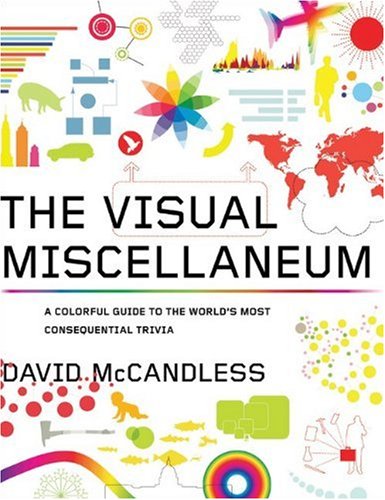 THE VISUAL
MISCELLANEUM
A COLORFUL GUIDE TO THE WORLD'S MOST
CONSEQUENTIAL TRIVIA
DAVID McCANDLESS